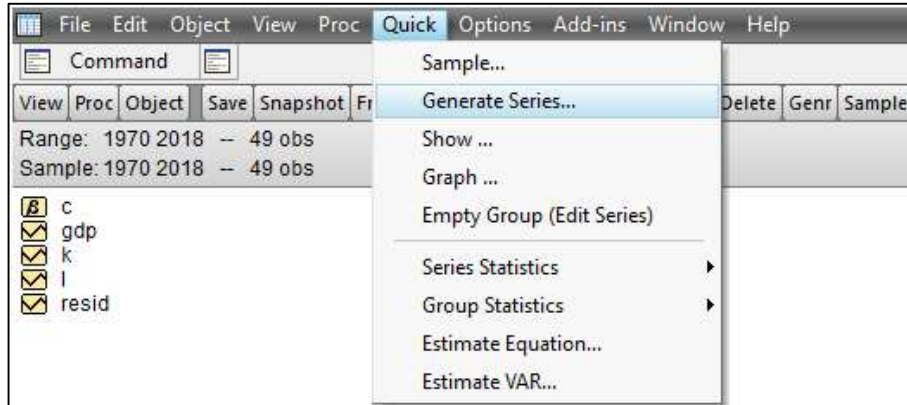 File Edit Object View Proc Quick Options Add-ins Window Help
Command
Sample...
View Proc Object Save Snapshot
Generate Series...
Delete Genr Sample
Range: 1970 2018 -- 49 obs
Show ...
Sample: 1970 2018 -- 49 obs
Graph ...
Empty Group (Edit Series)
β c
gdp
k
l
resid
Series Statistics
Group Statistics
Estimate Equation...
Estimate VAR...